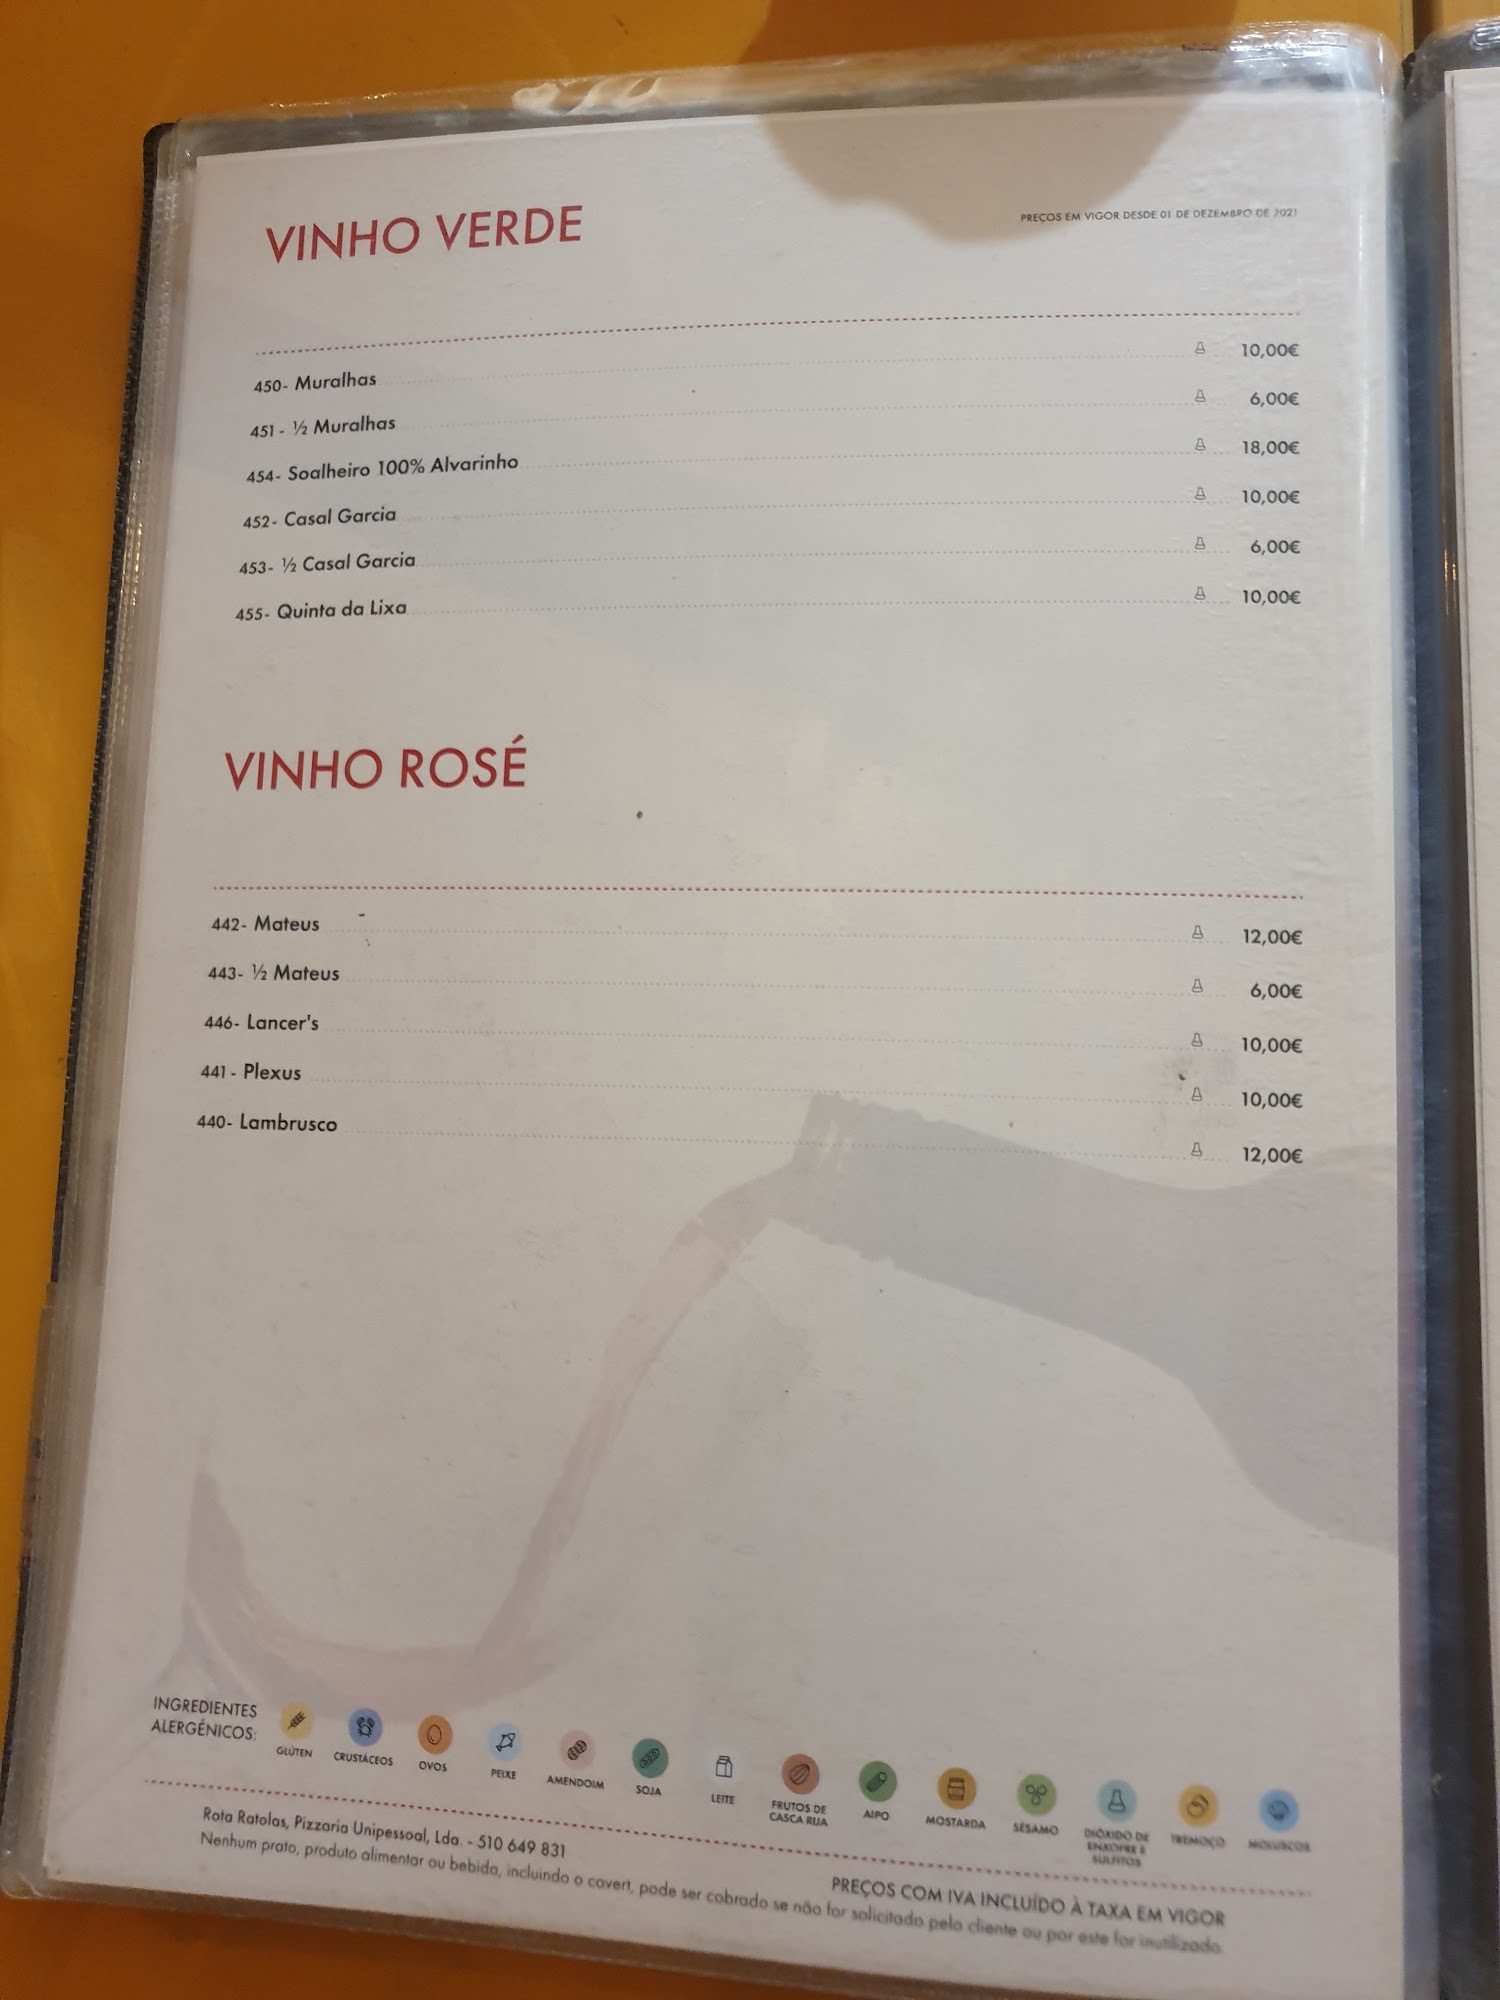 VINHO VERDE
PREÇOS EM VIGOR DESDE 01 DE DEZEMBRO DE 2021
450- Muralhas 10,00€
451- ½ Muralhas 6,00€
454- Soalheiro 100% Alvarinho 18,00€
452- Casal Garcia 10,00€
453- ½ Casal Garcia 6,00€
455- Quinta da Lixa 10,00€
VINHO ROSÉ
442- Mateus 12,00€
443- ½ Mateus 6,00€
446- Lancer's 10,00€
441- Plexus 10,00€
440- Lambrusco 12,00€
INGREDIENTES
ALERGÉNICOS:
GLÚTEN
CRUSTÁCEOS
OVOS
PEIXE
AMENDOIM
SOJA
LEITE
FRUTOS DE
CASCA RIJA
AIPO
MOSTARDA
SÉSAMO
DIÓXIDO DE
ENXOFRE E
SULFITOS
TREMOÇO
MOLUSCOS
Rota Ratolas, Pizzaria Unipessoal, Lda. - 510 649 831
PREÇOS COM IVA INCLUÍDO À TAXA EM VIGOR
Nenhum prato, produto alimentar ou bebida, incluindo o covert, pode ser cobrado se não for solicitado pelo cliente ou por este for inutilizado.